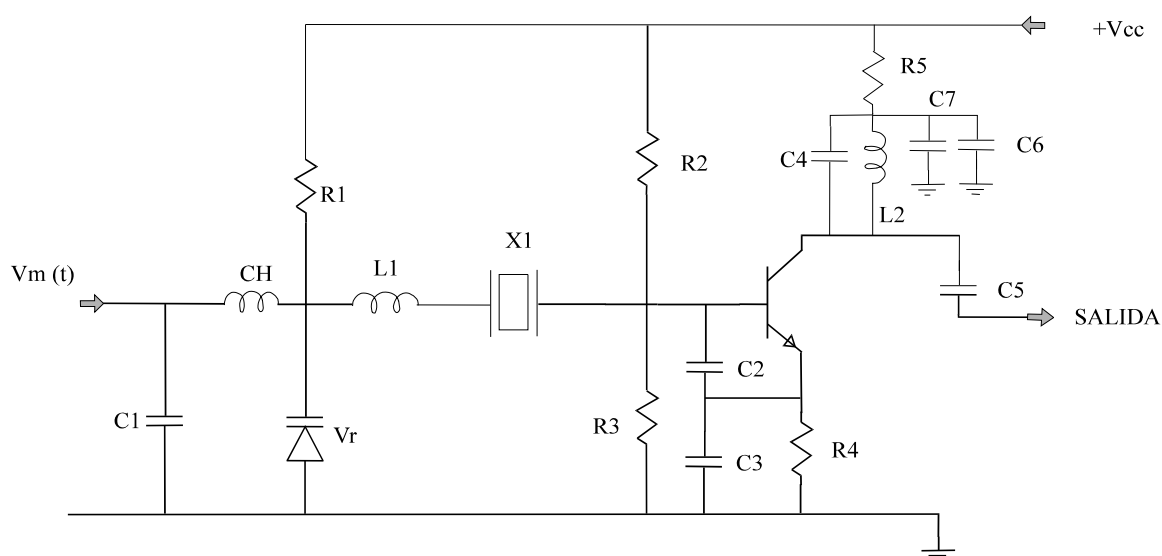 +Vcc
R5
C7
C4
C6
R2
R1
L2
X1
Vm (t)
CH
L1
C5
SALIDA
C2
C1
Vr
R3
C3
R4